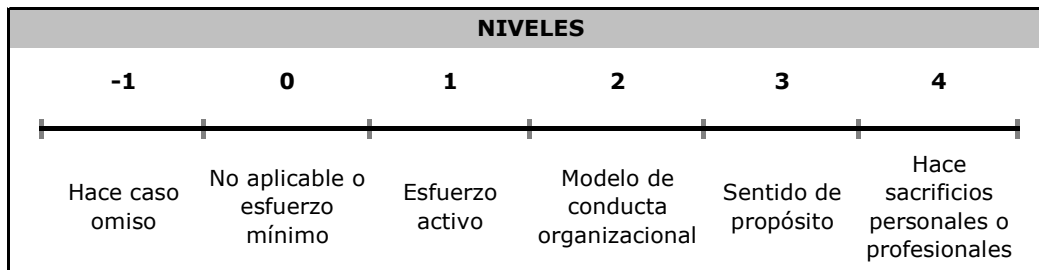 NIVELES
-1 0 1 2 3 4
Hace caso
omiso
No aplicable o
esfuerzo
mínimo
Esfuerzo
activo
Modelo de
conducta
organizacional
Sentido de
propósito
Hace
sacrificios
personales o
profesionales